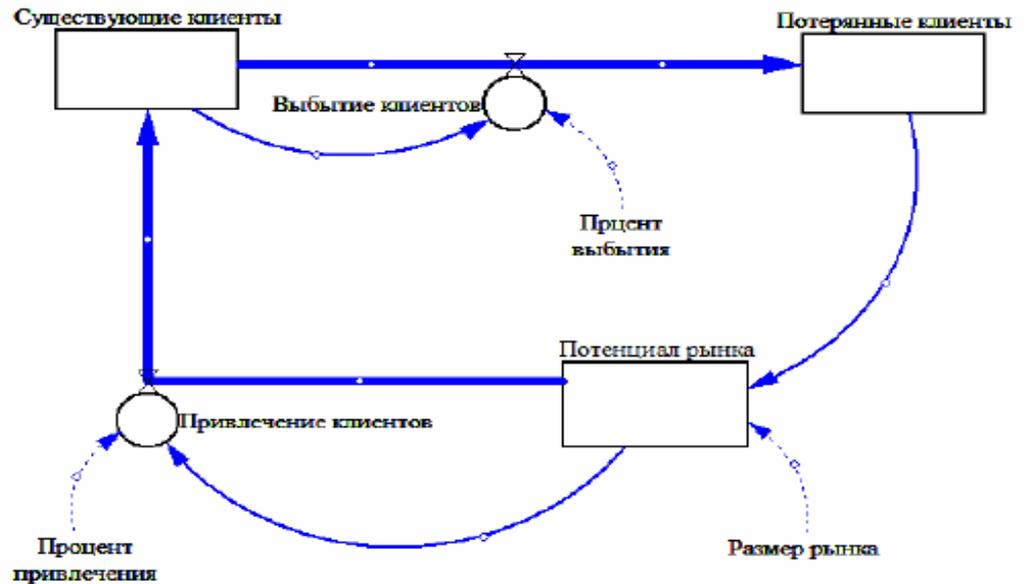 Существующие клиенты
Потерянные клиенты
Выбытие клиентов
Прцент
выбытия
Потенциал рынка
Привлечение клиентов
Процент
привлечения
Размер рынка